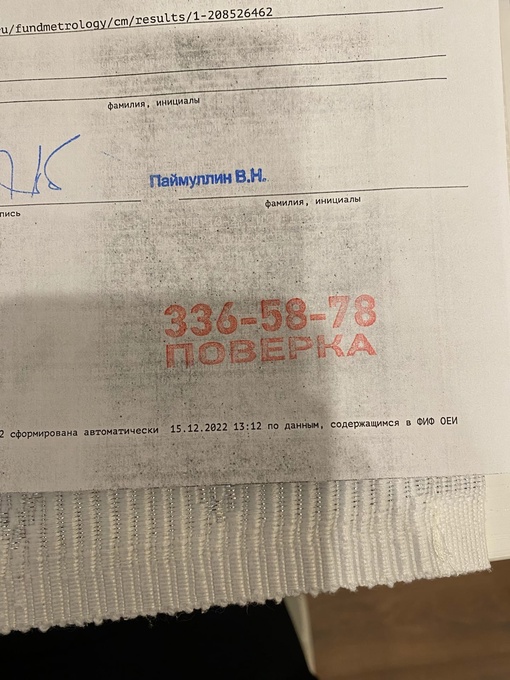 u/fundmetrology/cm/results/1-208526462
фамилия, инициалы
Паймуллин В.Н.
пись
фамилия, инициалы
336-58-78
ПОВЕРКА
2 сформирована автоматически 15.12.2022 13:12 по данным, содержащимся в ФИФ ОЕИ